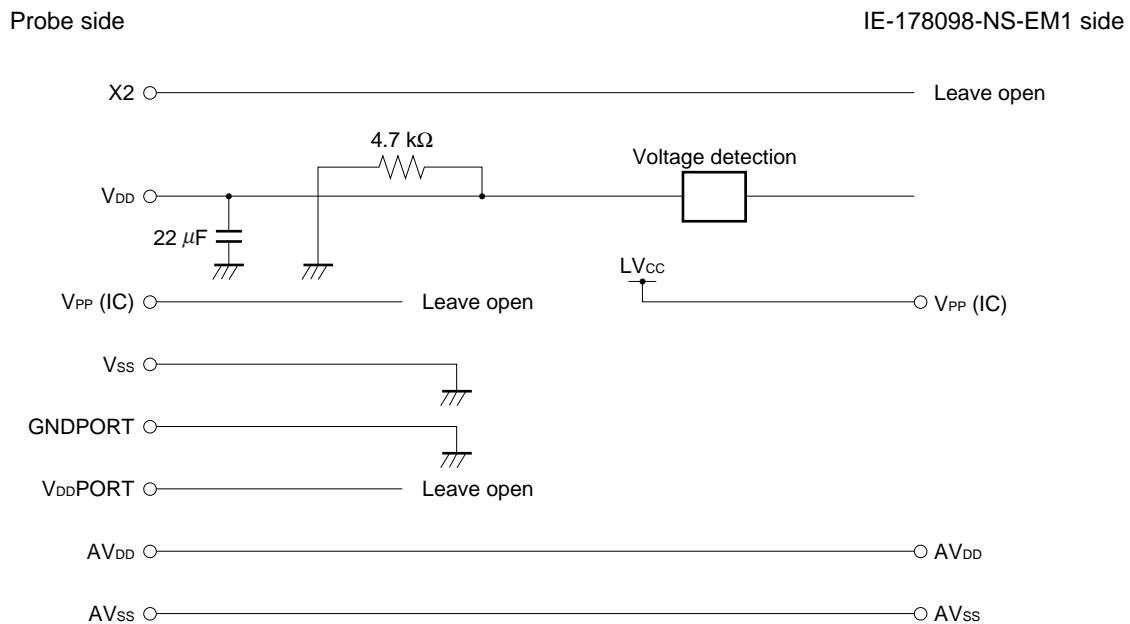 Probe side
IE-178098-NS-EM1 side
X2
Leave open
4.7 kΩ
Voltage detection
VDD
22 μF
LVCC
VPP (IC)
Leave open
VPP (IC)
VSS
GNDPORT
VDDPORT
Leave open
AVDD
AVDD
AVSS
AVSS